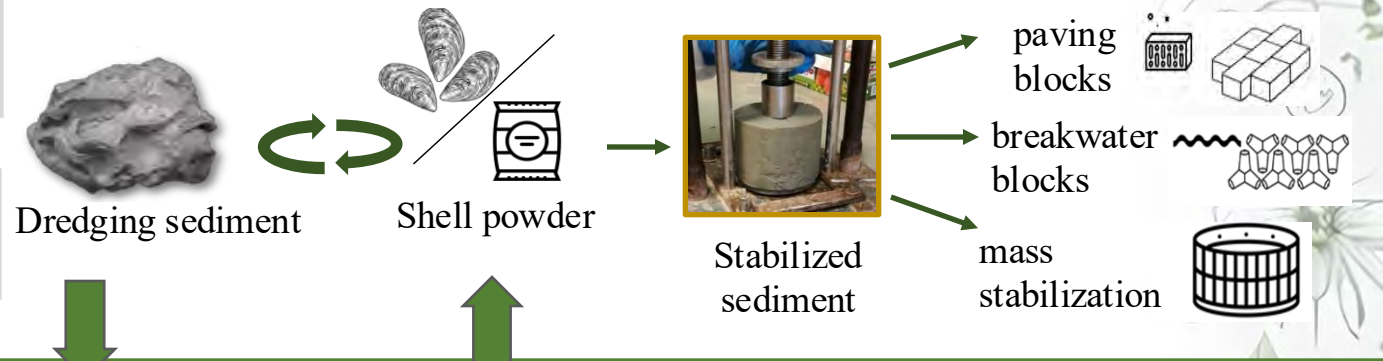 Dredging sediment
Shell powder
Stabilized
sediment
paving
blocks
breakwater
blocks
mass
stabilization